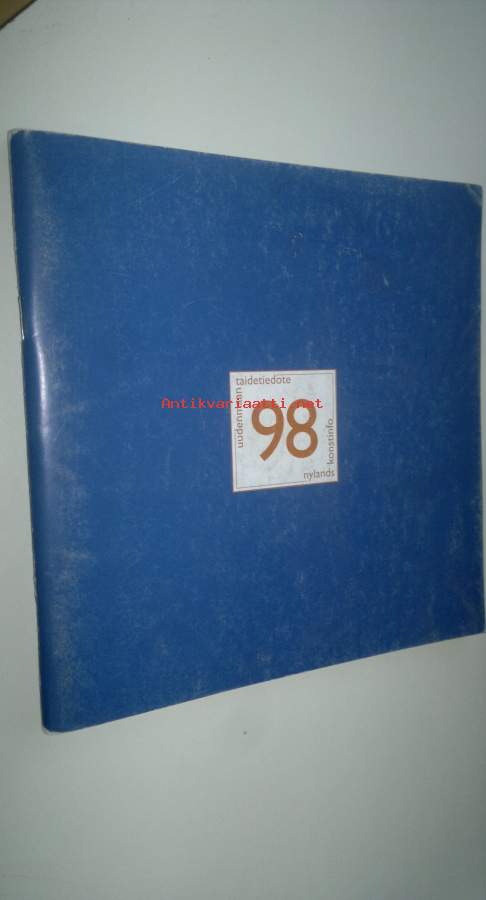 uudenmaan
taidetiedote
Antikvariaatti.net
98
konstinfo
nylands